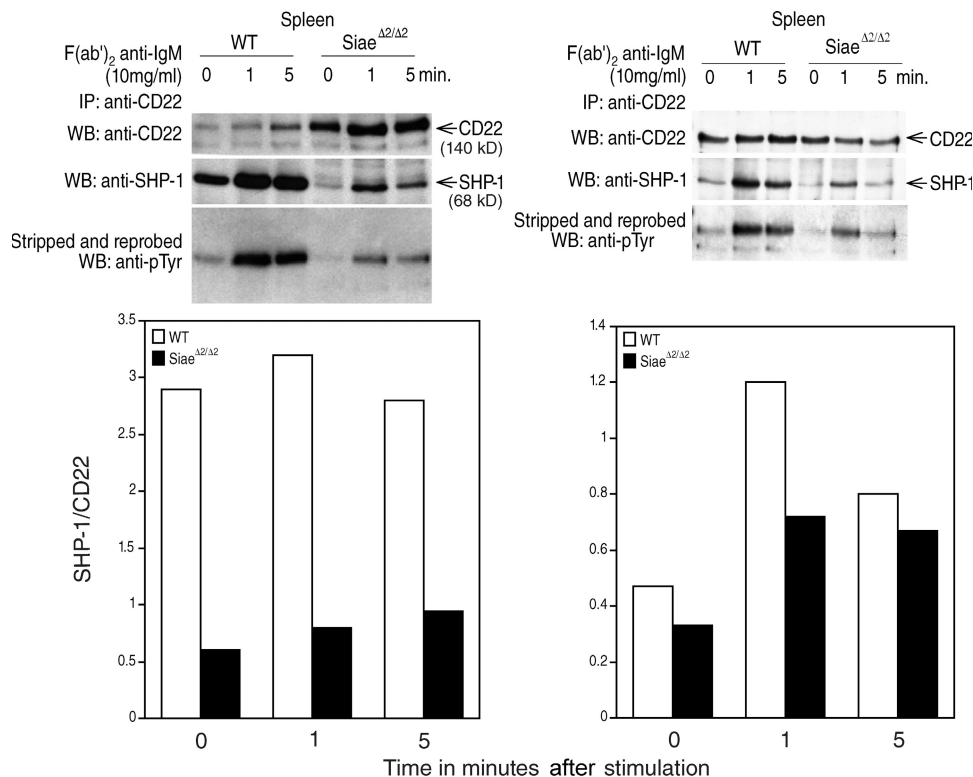 Spleen
WT Siae Δ2/Δ2
F(ab')2 anti-IgM
(10mg/ml) 0 1 5 0 1 5 min.
IP: anti-CD22
WB: anti-CD22 CD22
(140 kD)
WB: anti-SHP-1 SHP-1
(68 kD)
Stripped and reprobed
WB: anti-pTyr
Spleen
WT Siae Δ2/Δ2
F(ab')2 anti-IgM
(10mg/ml) 0 1 5 0 1 5 min.
IP: anti-CD22
WB: anti-CD22 CD22
WB: anti-SHP-1 SHP-1
Stripped and reprobed
WB: anti-pTyr
SHP-1/CD22
3.5
3
2.5
2
1.5
1
0.5
0
WT
Siae Δ2/Δ2
0 1 5
1.4
1.2
1
0.8
0.6
0.4
0.2
0
WT
Siae Δ2/Δ2
0 1 5
Time in minutes after stimulation